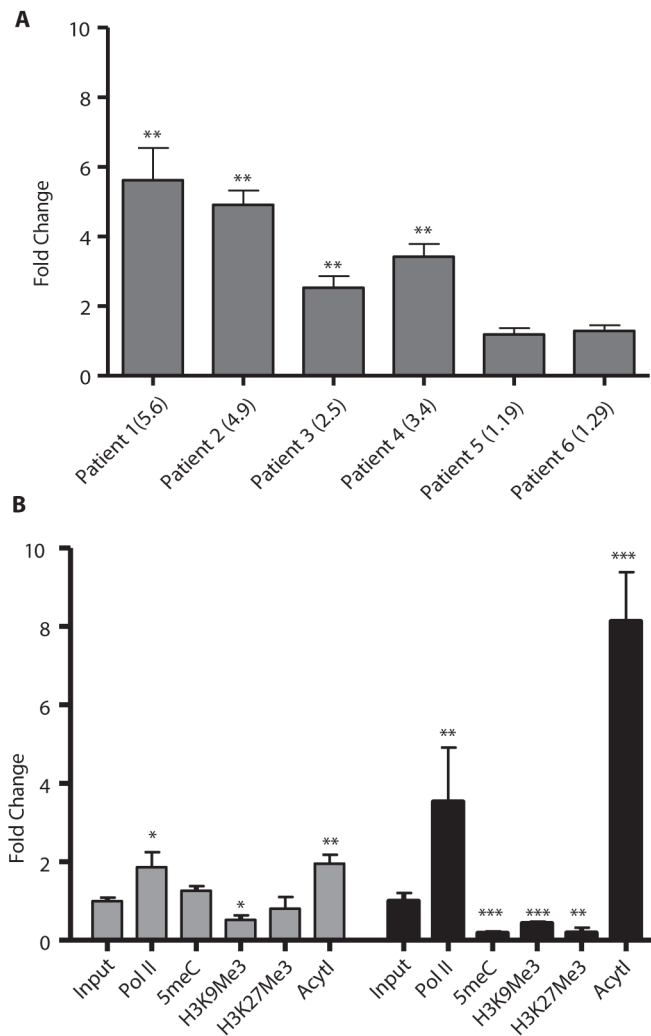 A
10
8
6
4
2
0
Fold Change
**
**
**
**
Patient 1(5.6)
Patient 2 (4.9)
Patient 3 (2.5)
Patient 4 (3.4)
Patient 5 (1.19)
Patient 6 (1.29)
B
10
8
6
4
2
0
Fold Change
*
*
**
**
***
***
**
***
Input
Pol II
5meC
H3K9Me3
H3K27Me3
Acytl
Input
Pol II
5meC
H3K9Me3
H3K27Me3
Acytl